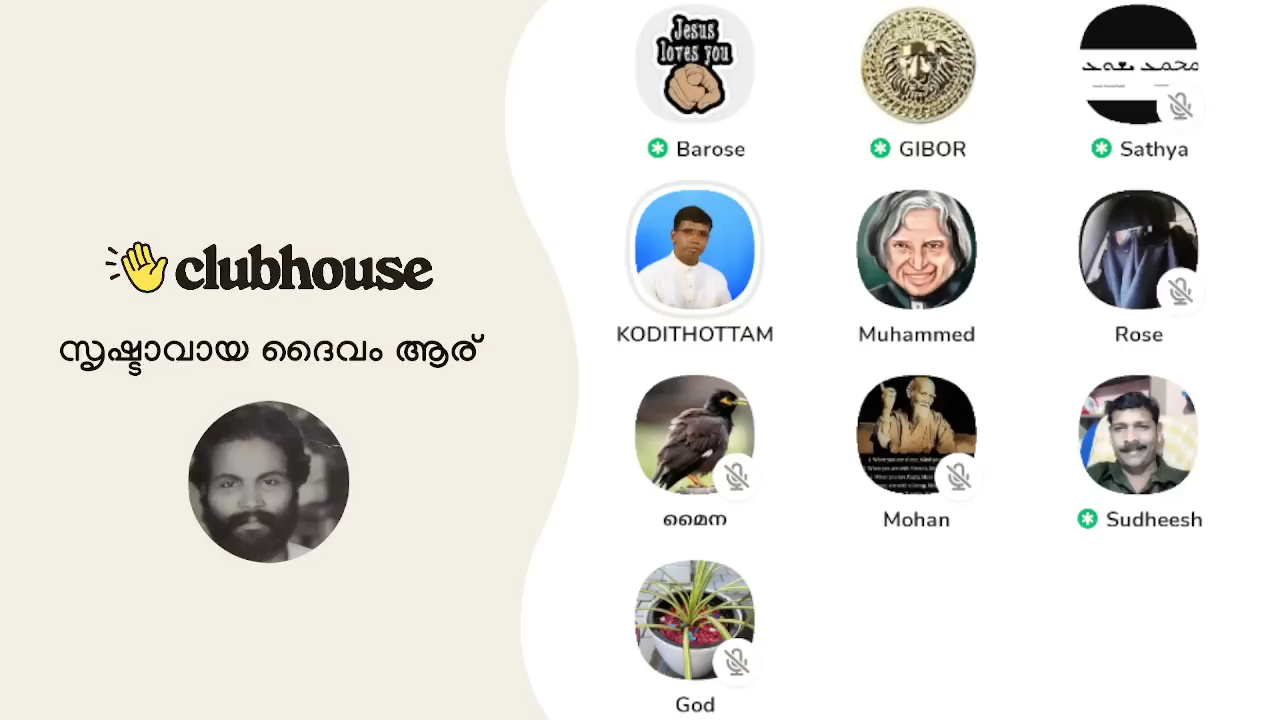 Jesus
loves you
Barose
GIBOR
Sathya
clubhouse
സൃഷ്ടാവായ ദൈവം ആര്
KODITHOTTAM
Muhammed
Rose
മൈന
Mohan
Sudheesh
God